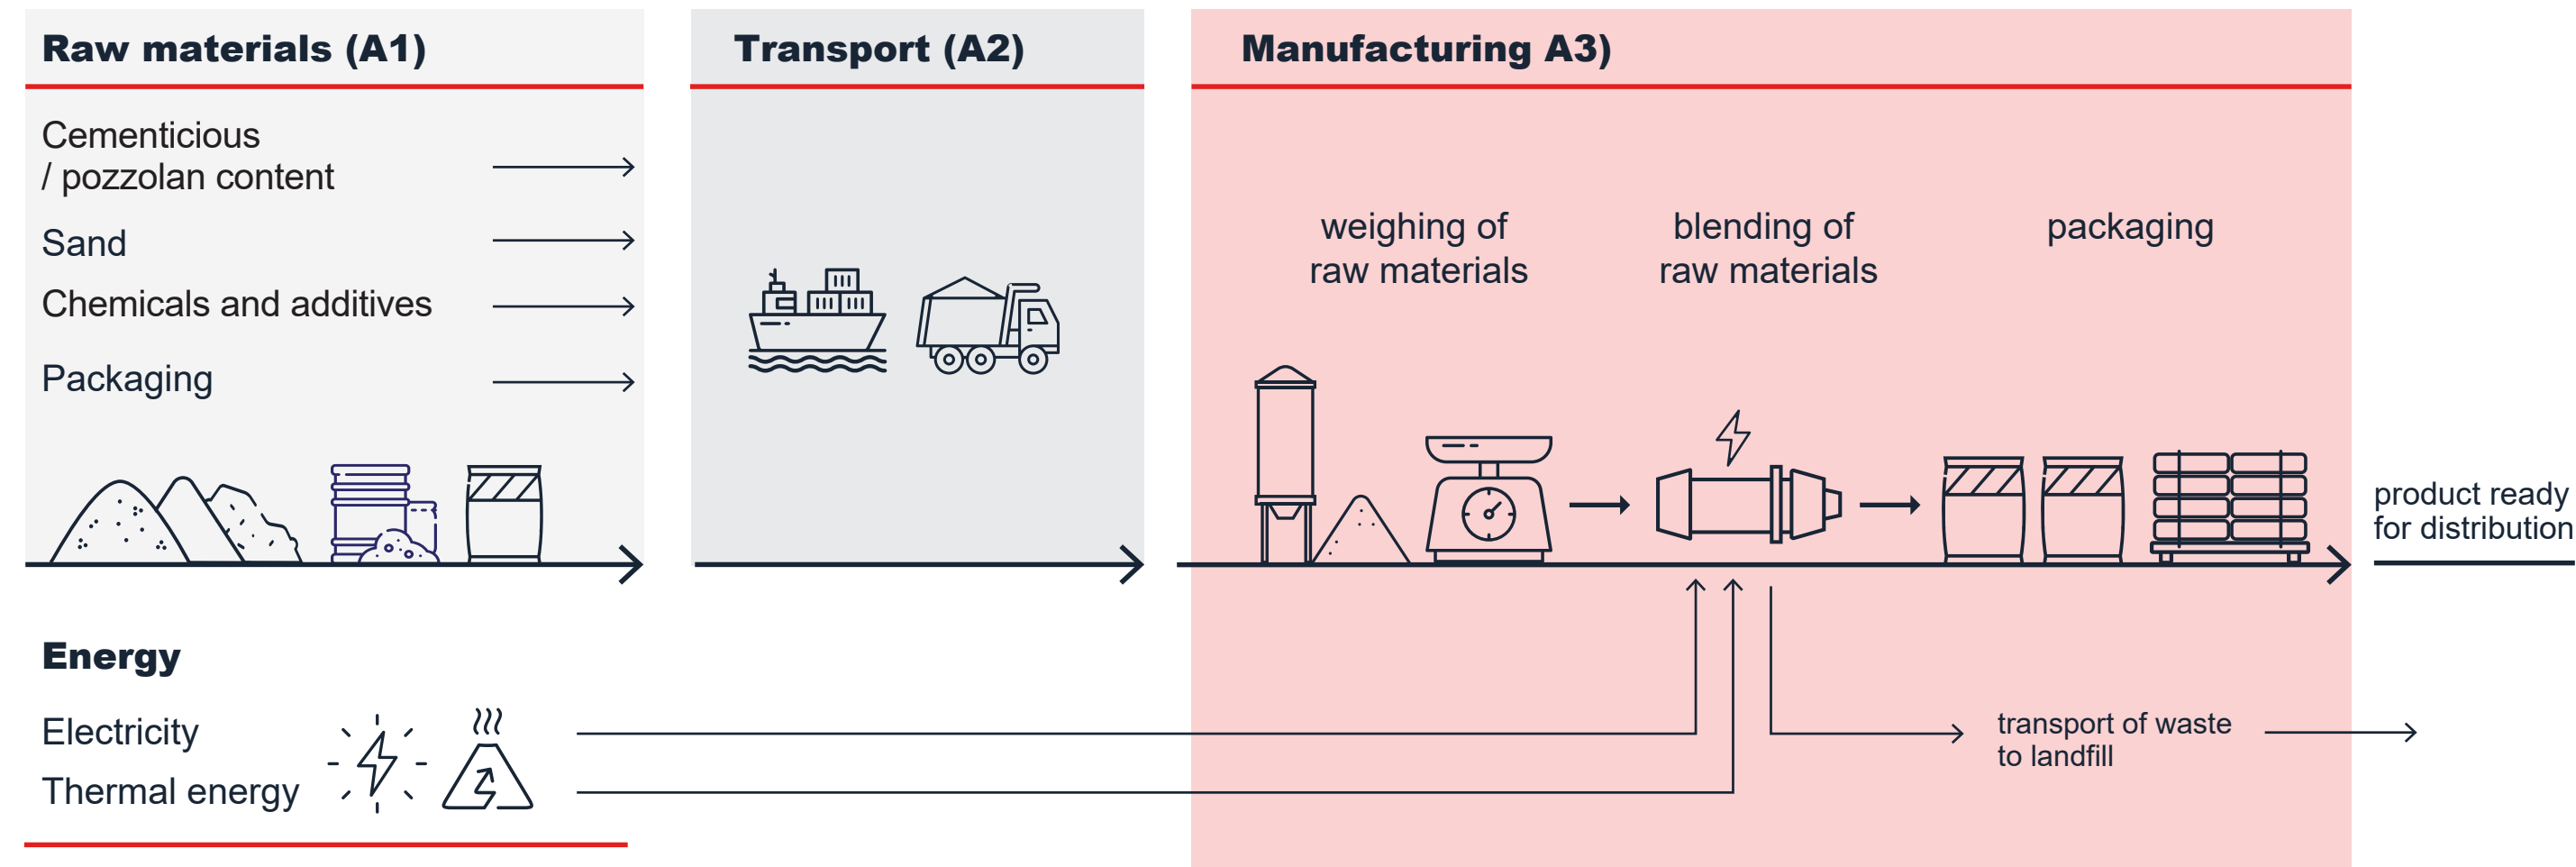 Raw materials (A1)
Cementicious
/ pozzolan content
Sand
Chemicals and additives
Packaging
Transport (A2)
Manufacturing A3)
weighing of
raw materials
blending of
raw materials
packaging
product ready
for distribution
Energy
Electricity
Thermal energy
transport of waste
to landfill